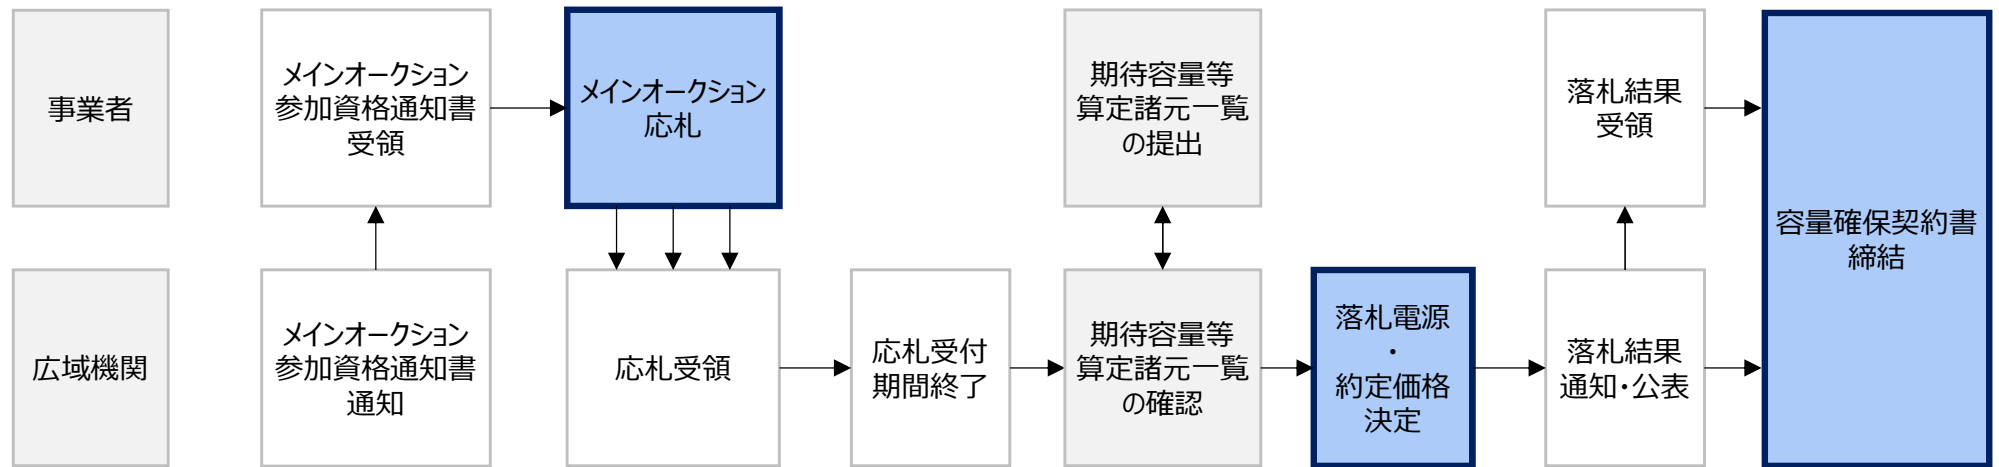 事業者
メインオークション
参加資格通知書
受領
メインオークション
応札
期待容量等
算定諸元一覧
の提出
落札結果
受領
容量確保契約書
締結
広域機関
メインオークション
参加資格通知書
通知
応札受領
応札受付
期間終了
期待容量等
算定諸元一覧
の確認
落札電源
・
約定価格
決定
落札結果
通知・公表